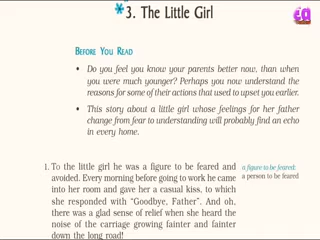 *3. The Little Girl
BEFORE YOU READ
• Do you feel you know your parents better now, than when
you were much younger? Perhaps you now understand the
reasons for some of their actions that used to upset you earlier.
• This story about a little girl whose feelings for her father
change from fear to understanding will probably find an echo
in every home.
1. To the little girl he was a figure to be feared and
avoided. Every morning before going to work he came
into her room and gave her a casual kiss, to which
she responded with “Goodbye, Father”. And oh,
there was a glad sense of relief when she heard the
noise of the carriage growing fainter and fainter
down the long road!
a figure to be feared:
a person to be feared